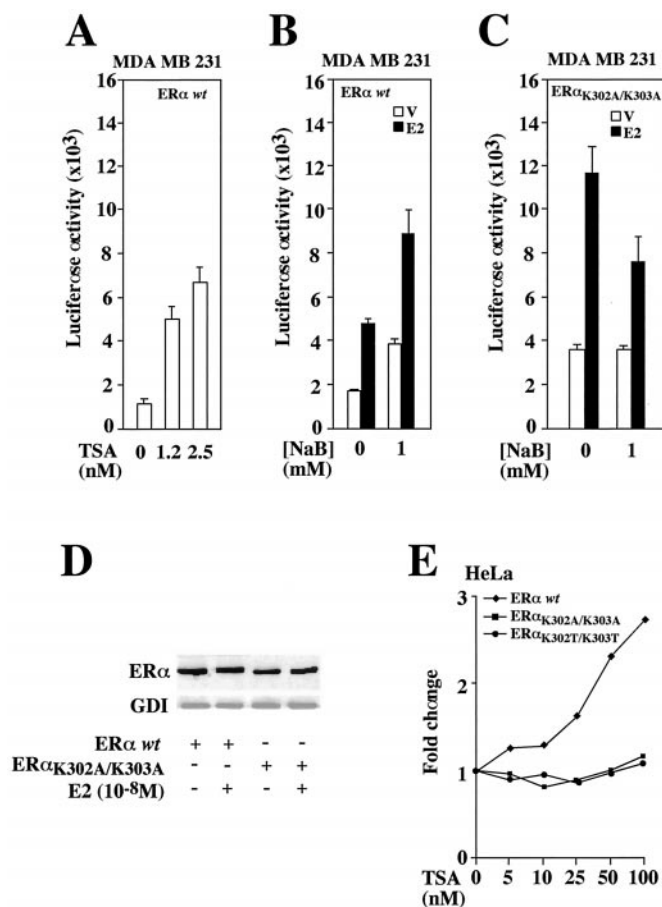 A
MDA MB 231
ERα wt
Luciferase activity (x10³)
16
14
12
10
8
6
4
2
0
TSA 0 1.2 2.5
(nM)
B
MDA MB 231
ERα wt
V
E2
Luciferase activity (x10³)
16
14
12
10
8
6
4
2
0
[NaB] 0 1
(mM)
C
MDA MB 231
ERαK302A/K303A
V
E2
Luciferase activity (x10³)
16
14
12
10
8
6
4
2
0
[NaB] 0 1
(mM)
D
ERα
GDI
ERα wt + + - -
ERαK302A/K303A - - + +
E2 (10-8M) - + - +
E
HeLa
ERα wt
ERαK302A/K303A
ERαK302T/K303T
Fold change
3
2
1
0
TSA 0 5 10 25 50 100
(nM)